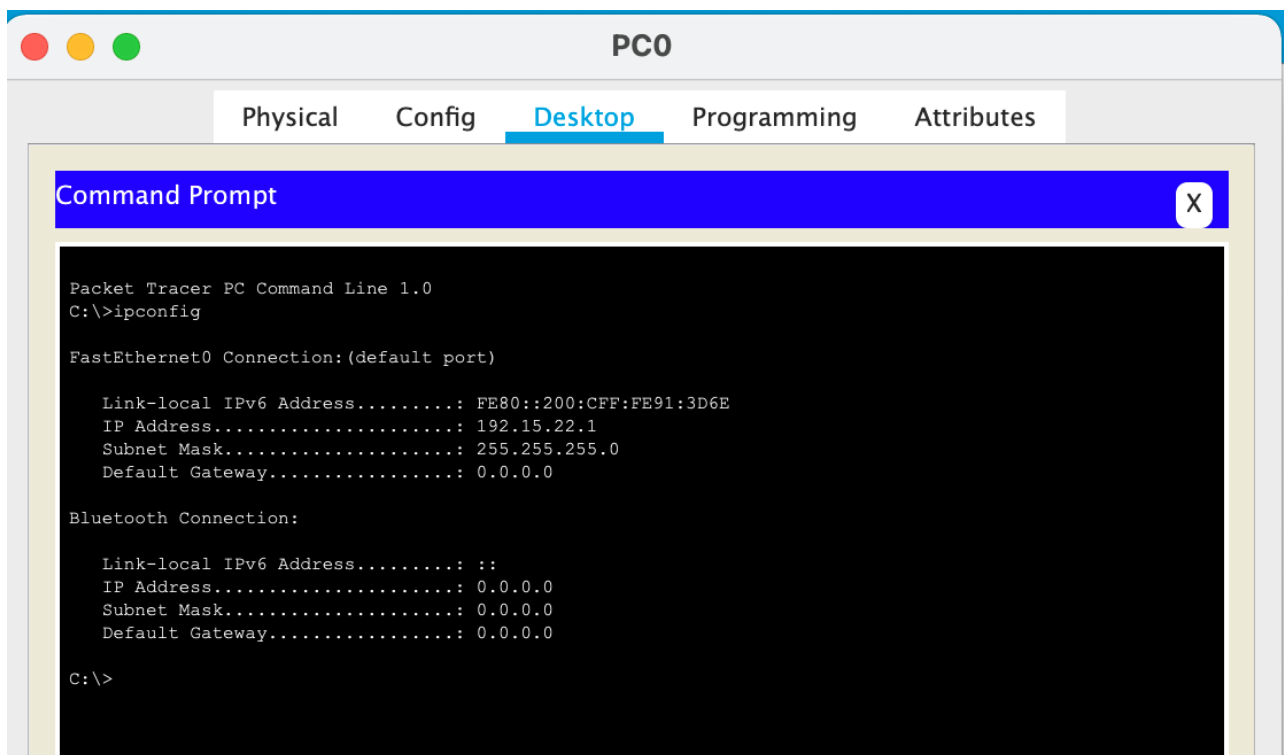 PC0
Physical Config Desktop Programming Attributes
Command Prompt
X
Packet Tracer PC Command Line 1.0
C:\>ipconfig
FastEthernet0 Connection:(default port)
Link-local IPv6 Address.........: FE80::200:CFF:FE91:3D6E
IP Address......................: 192.15.22.1
Subnet Mask.....................: 255.255.255.0
Default Gateway.................: 0.0.0.0
Bluetooth Connection:
Link-local IPv6 Address.........: ::
IP Address......................: 0.0.0.0
Subnet Mask.....................: 0.0.0.0
Default Gateway.................: 0.0.0.0
C:\>